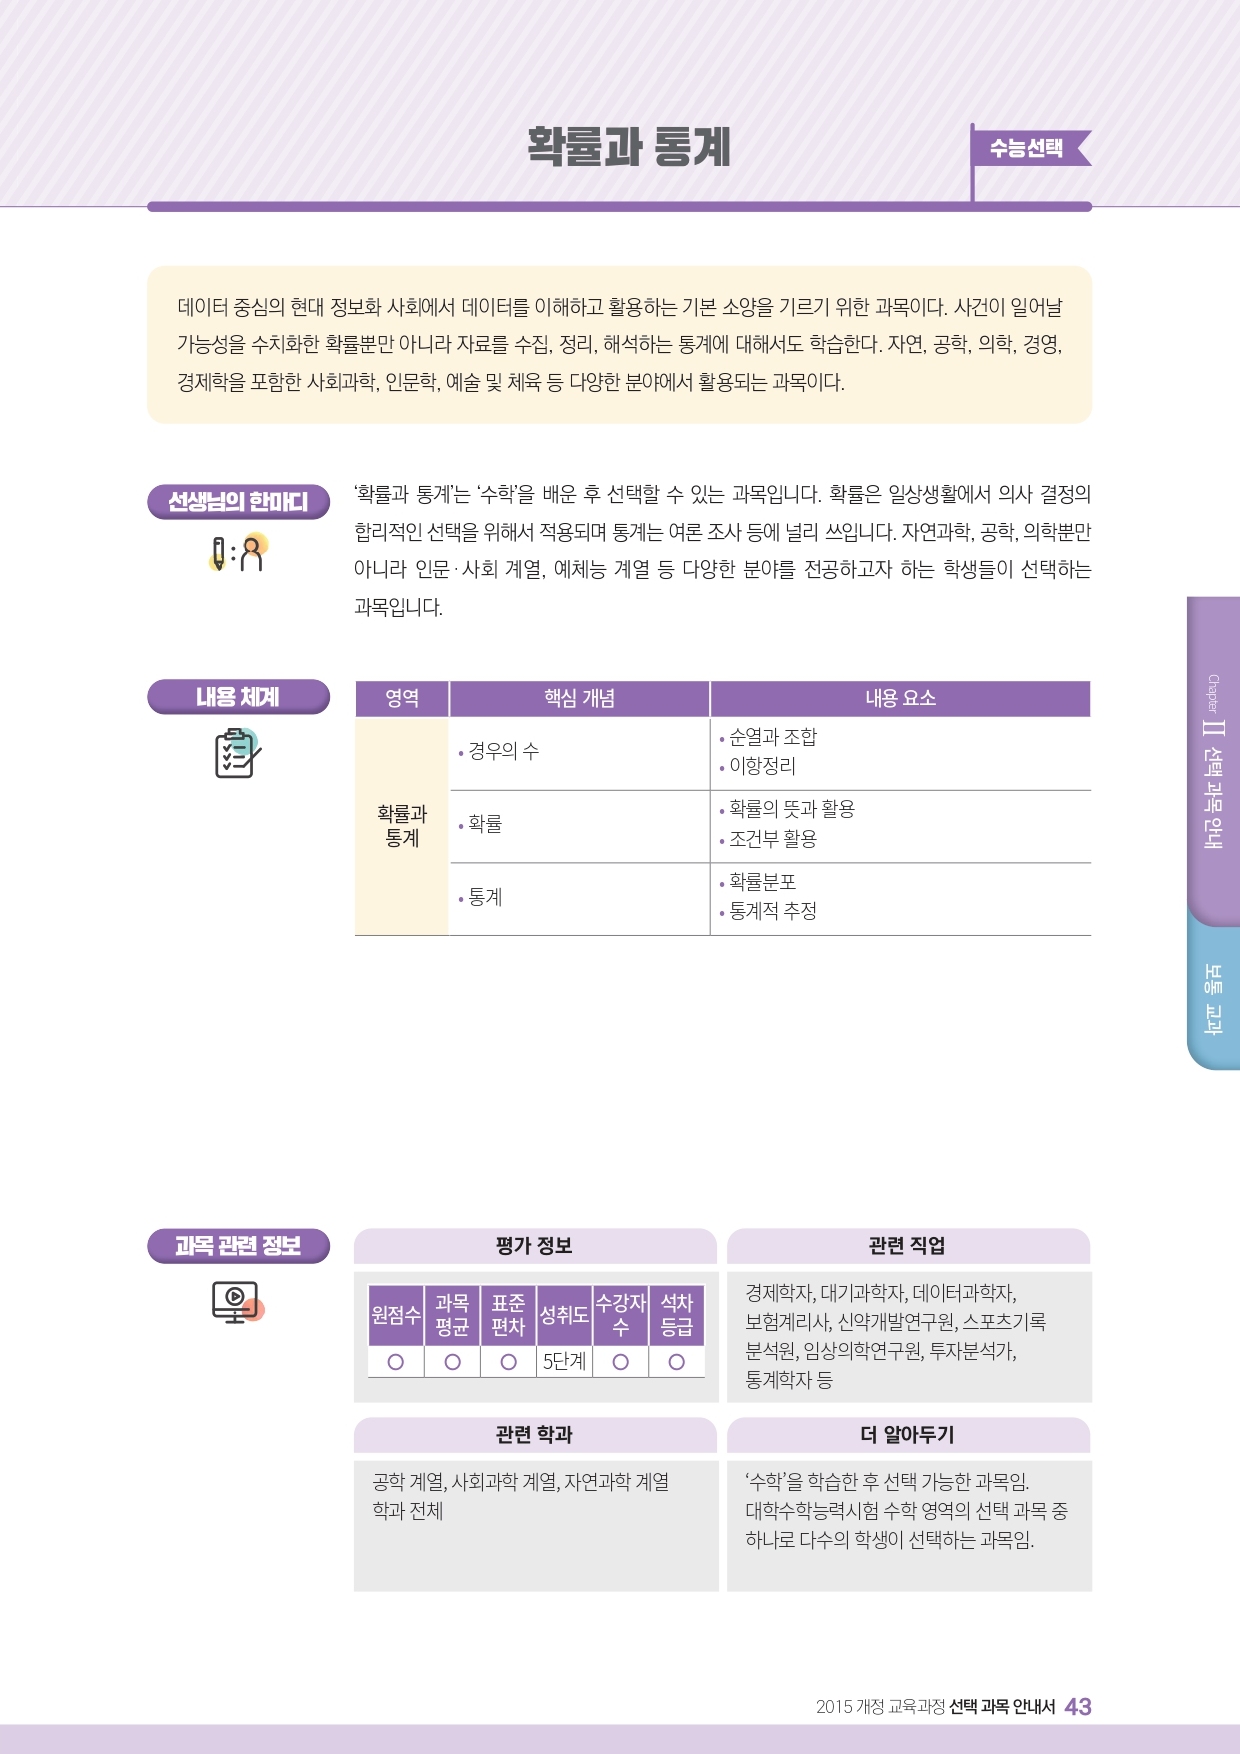 확률과 통계
수능선택
데이터 중심의 현대 정보화 사회에서 데이터를 이해하고 활용하는 기본 소양을 기르기 위한 과목이다. 사건이 일어날
가능성을 수치화한 확률뿐만 아니라 자료를 수집, 정리, 해석하는 통계에 대해서도 학습한다. 자연, 공학, 의학, 경영,
경제학을 포함한 사회과학, 인문학, 예술 및 체육 등 다양한 분야에서 활용되는 과목이다.
선생님의 한마디
‘확률과 통계’는 ‘수학’을 배운 후 선택할 수 있는 과목입니다. 확률은 일상생활에서 의사 결정의
합리적인 선택을 위해서 적용되며 통계는 여론 조사 등에 널리 쓰입니다. 자연과학, 공학, 의학뿐만
아니라 인문·사회 계열, 예체능 계열 등 다양한 분야를 전공하고자 하는 학생들이 선택하는
과목입니다.
내용 체계
영역 핵심 개념 내용 요소
확률과
통계
• 경우의 수
• 순열과 조합
• 이항정리
• 확률
• 확률의 뜻과 활용
• 조건부 활용
• 통계
• 확률분포
• 통계적 추정
Chapter II 선택 과목 안내
보통 교과
과목 관련 정보
평가 정보
원점수 과목 표준 성취도 수강자 석차
평균 편차 수 등급
○ ○ ○ 5단계 ○ ○
관련 직업
경제학자, 대기과학자, 데이터과학자,
보험계리사, 신약개발연구원, 스포츠기록
분석원, 임상의학연구원, 투자분석가,
통계학자 등
관련 학과
공학 계열, 사회과학 계열, 자연과학 계열
학과 전체
더 알아두기
‘수학’을 학습한 후 선택 가능한 과목임.
대학수학능력시험 수학 영역의 선택 과목 중
하나로 다수의 학생이 선택하는 과목임.
2015 개정 교육과정 선택 과목 안내서 43